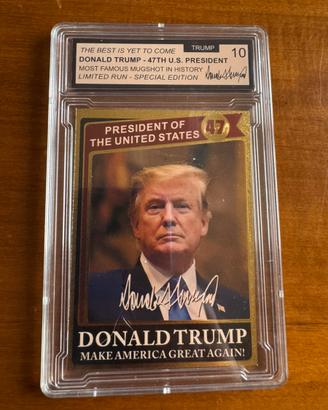 THE BEST IS YET TO COME
TRUMP
10
DONALD TRUMP - 47TH U.S. PRESIDENT
MOST FAMOUS MUGSHOT IN HISTORY
LIMITED RUN - SPECIAL EDITION
PRESIDENT OF
THE UNITED STATES
47
DONALD TRUMP
MAKE AMERICA GREAT AGAIN!